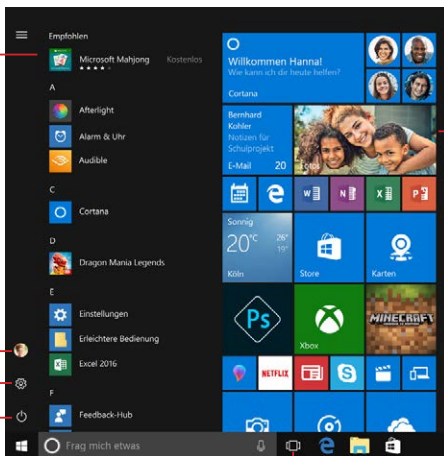 Empfohlen
Microsoft Mahjong Kostenlos
A
Afterlight
Alarm & Uhr
Audible
C
Cortana
D
Dragon Mania Legends
E
Einstellungen
Erleichtere Bedienung
Excel 2016
F
Feedback-Hub
Frag mich etwas
Willkommen Hanna!
Wie kann ich dir heute helfen?
Cortana
Bernhard
Kohler
Notizen für
Schulprojekt
E-Mail 20
Fotos
Sonnig
20°C 26°
19°
Köln
Store
Karten
Ps
Xbox
MINECRAFT
NETFLIX